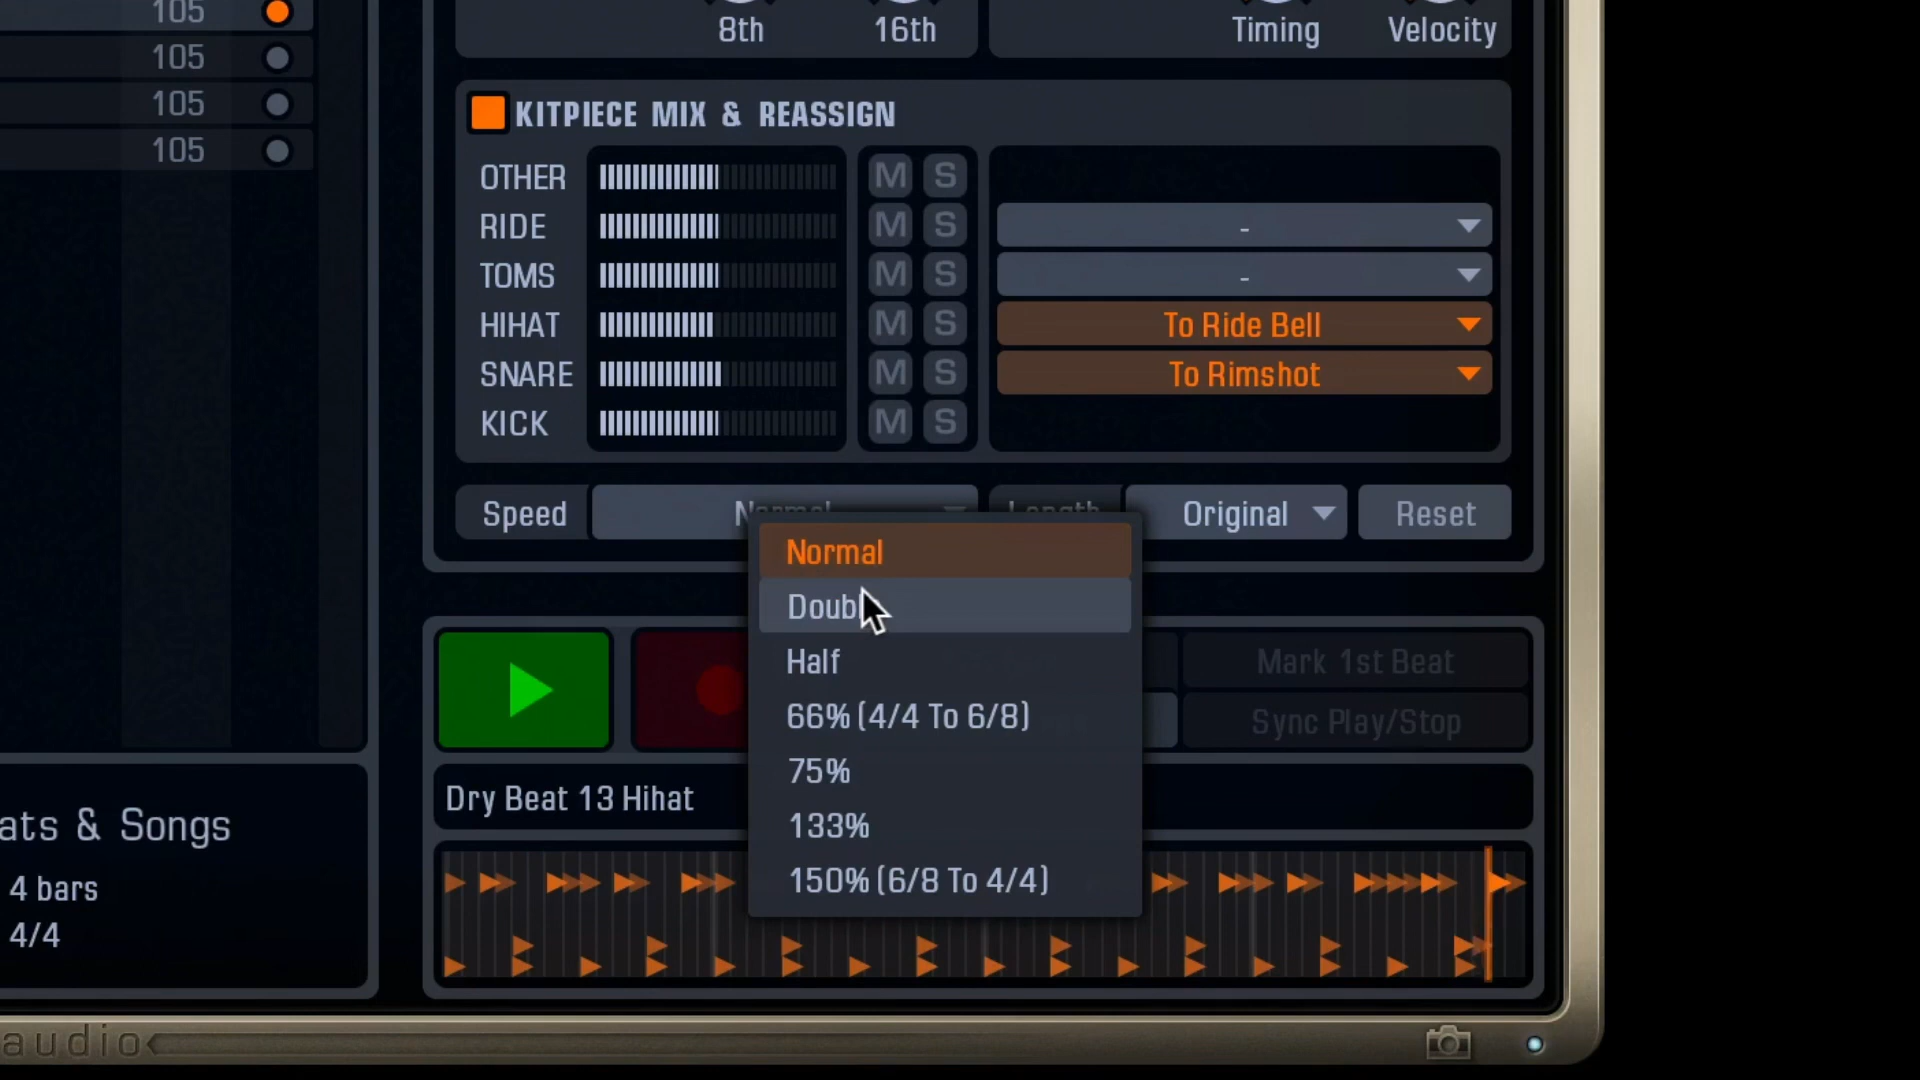 105
105
105
105
8th 16th Timing Velocity
KITPIECE MIX & REASSIGN
OTHER M S
RIDE M S -
TOMS M S -
HIHAT M S To Ride Bell
SNARE M S To Rimshot
KICK M S
Speed Normal Length Original Reset
Normal
Doub
Half
66% (4/4 To 6/8)
75%
133%
150% (6/8 To 4/4)
Mark 1st Beat
Sync Play/Stop
Dry Beat 13 Hihat
ats & Songs
4 bars
4/4
audio